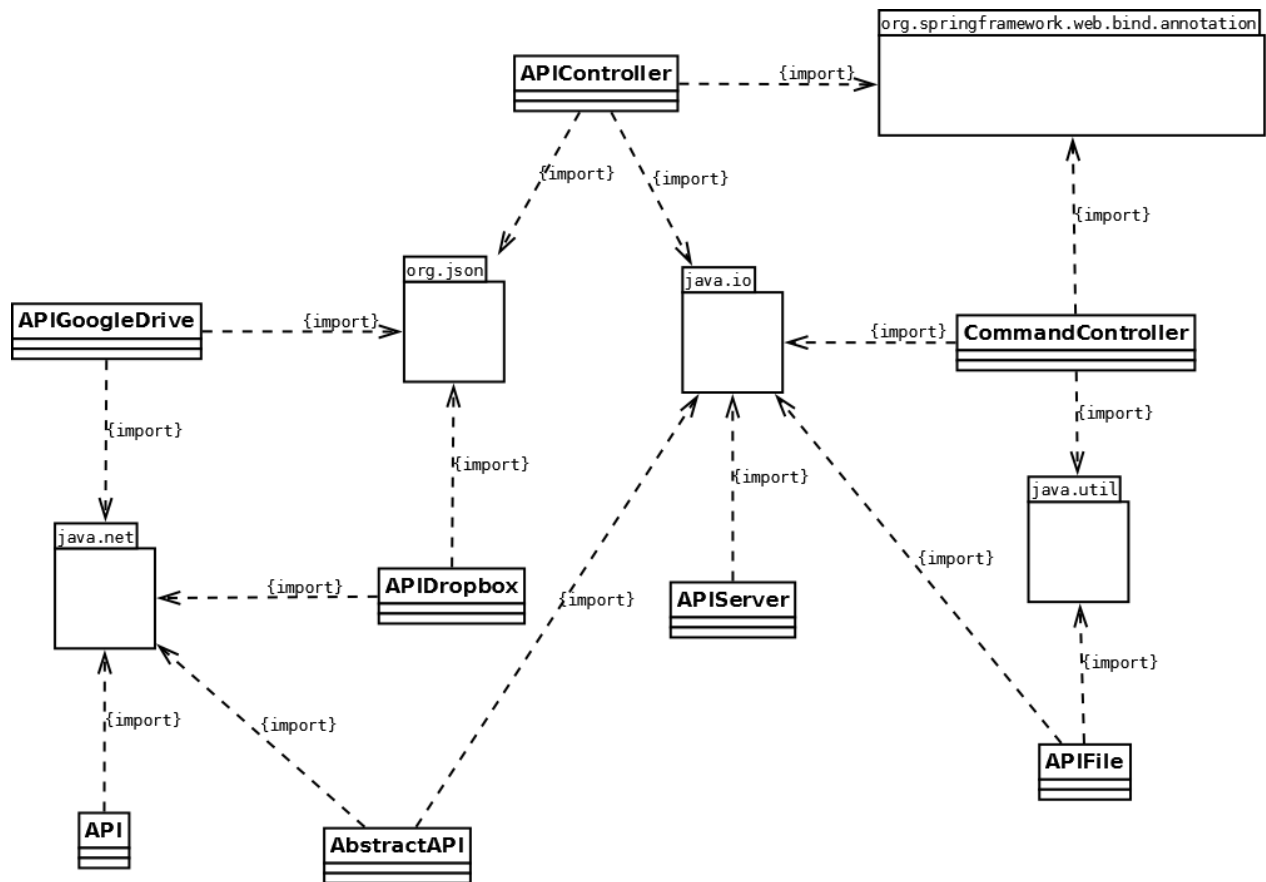 org.springframework.web.bind.annotation
APIController
{import}
{import}
{import}
{import}
org.json
java.io
APIGoogleDrive
{import}
{import}
CommandController
{import}
{import}
{import}
{import}
java.util
java.net
{import}
{import}
APIDropbox
APIServer
{import}
{import}
{import}
{import}
{import}
APIFile
API
AbstractAPI